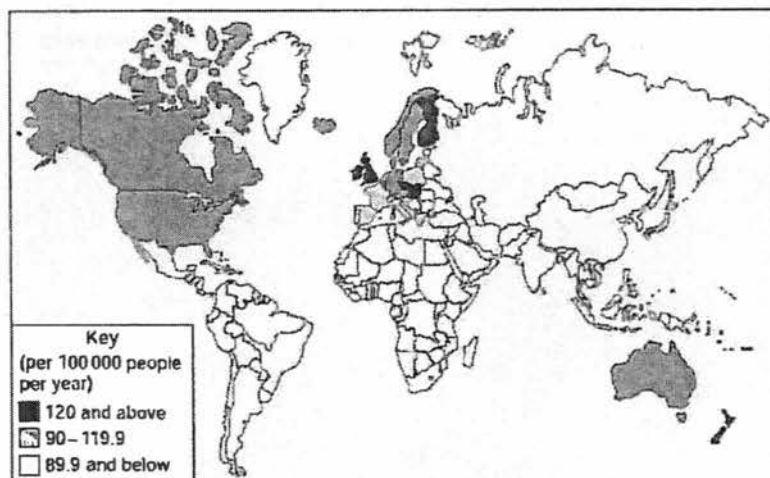 Key
(per 100 000 people
per year)
120 and above
90–119.9
89.9 and below